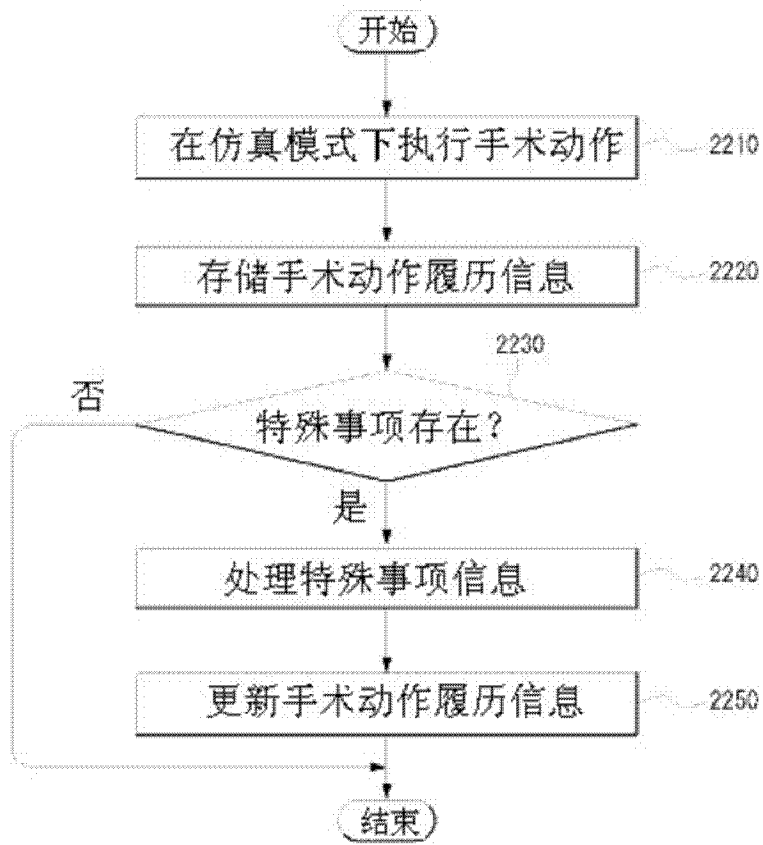 开始
在仿真模式下执行手术动作 2210
存储手术动作履历信息 2220
2230
否
特殊事项存在?
是
处理特殊事项信息 2240
更新手术动作履历信息 2250
结束